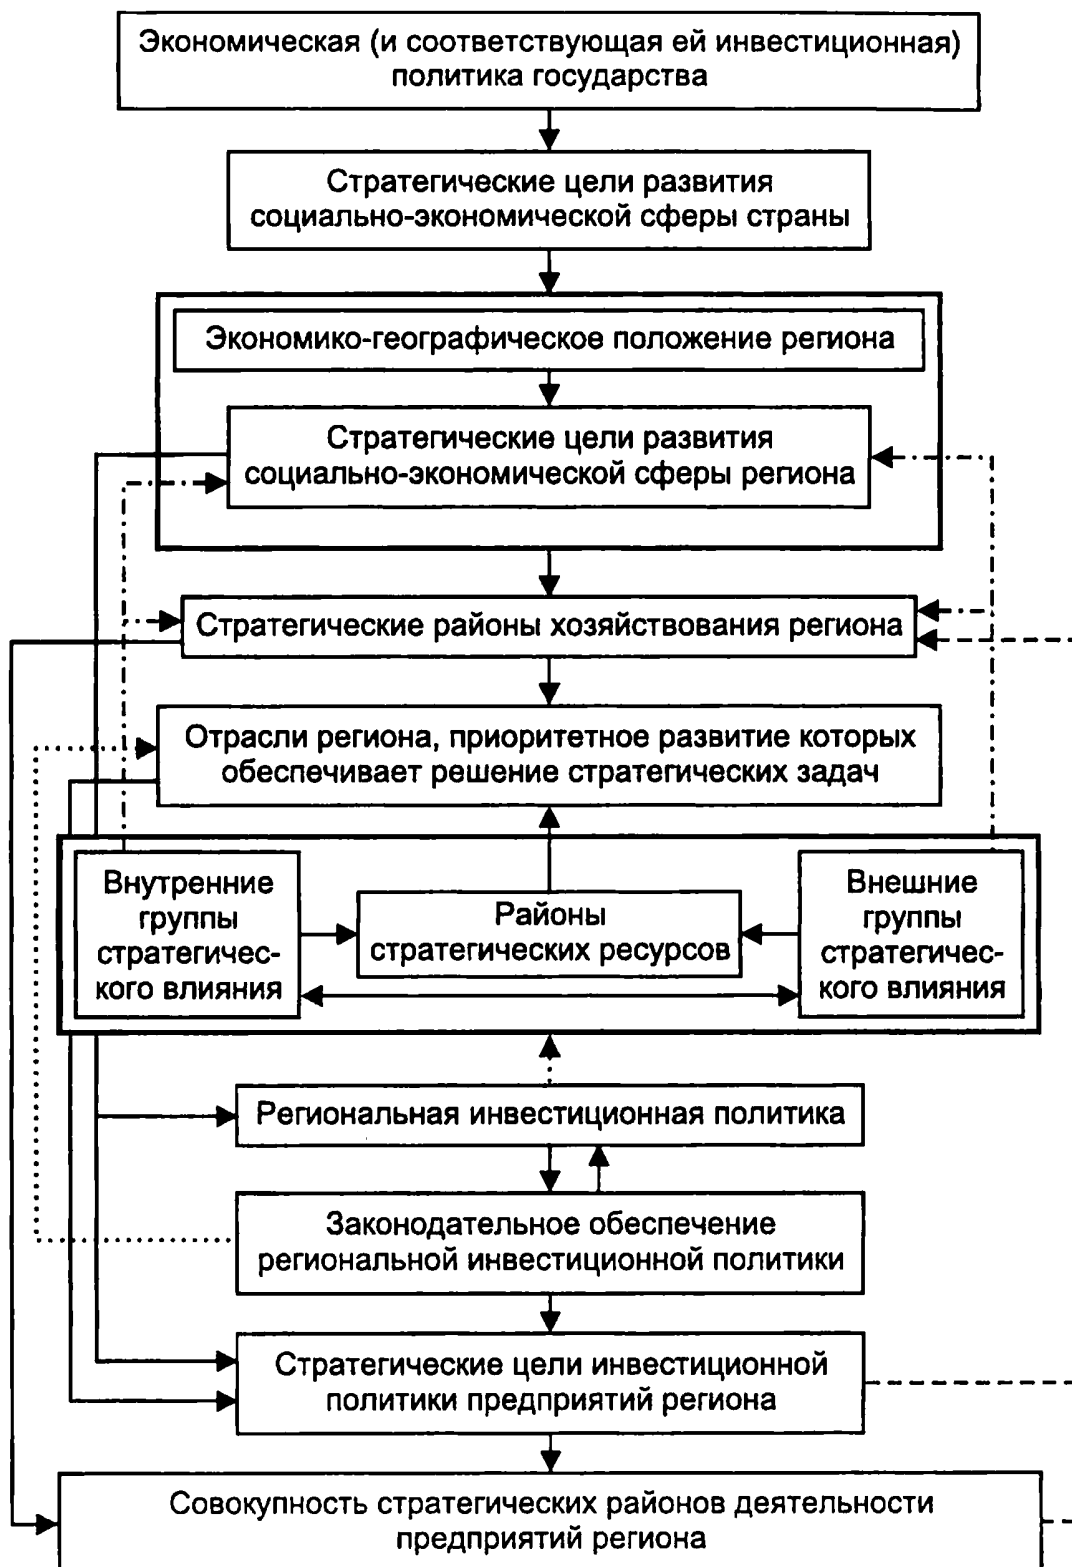 Экономическая (и соответствующая ей инвестиционная)
политика государства
Стратегические цели развития
социально-экономической сферы страны
Экономико-географическое положение региона
Стратегические цели развития
социально-экономической сферы региона
Стратегические районы хозяйствования региона
Отрасли региона, приоритетное развитие которых
обеспечивает решение стратегических задач
Внутренние
группы
стратегичес-
кого влияния
Районы
стратегических ресурсов
Внешние
группы
стратегичес-
кого влияния
Региональная инвестиционная политика
Законодательное обеспечение
региональной инвестиционной политики
Стратегические цели инвестиционной
политики предприятий региона
Совокупность стратегических районов деятельности
предприятий региона